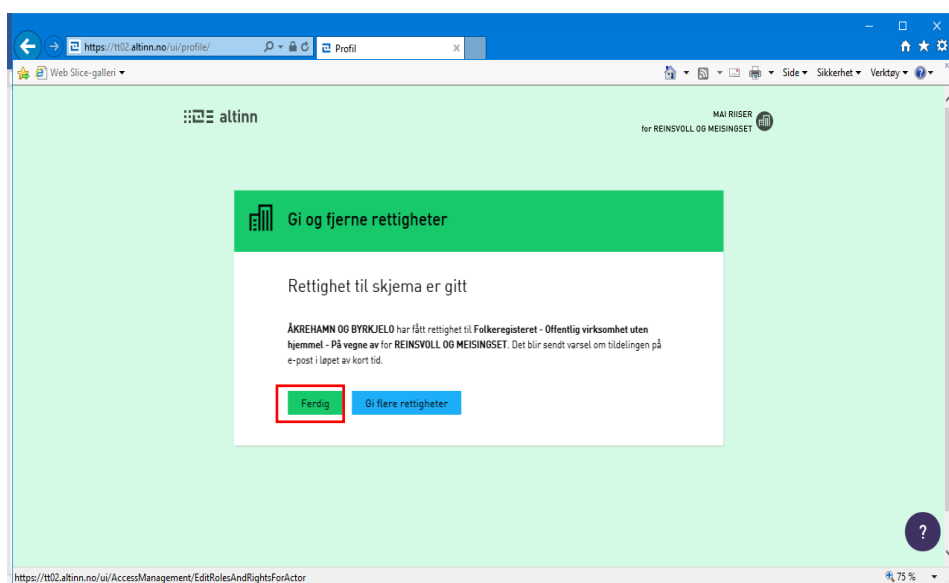 https://tt02.altinn.no/ui/profile/
Profil
Web Slice-galleri
Side
Sikkerhet
Verktøy
altinn
MAI RIISER
for REINSVOLL OG MEISINGSET
Gi og fjerne rettigheter
Rettighet til skjema er gitt
ÅKREHAMN OG BYRKJELO har fått rettighet til Folkeregisteret - Offentlig virksomhet uten
hjemmel - På vegne av for REINSVOLL OG MEISINGSET. Det blir sendt varsel om tildelingen på
e-post i løpet av kort tid.
Ferdig
Gi flere rettigheter
?
https://tt02.altinn.no/ui/AccessManagement/EditRolesAndRightsForActor
75 %